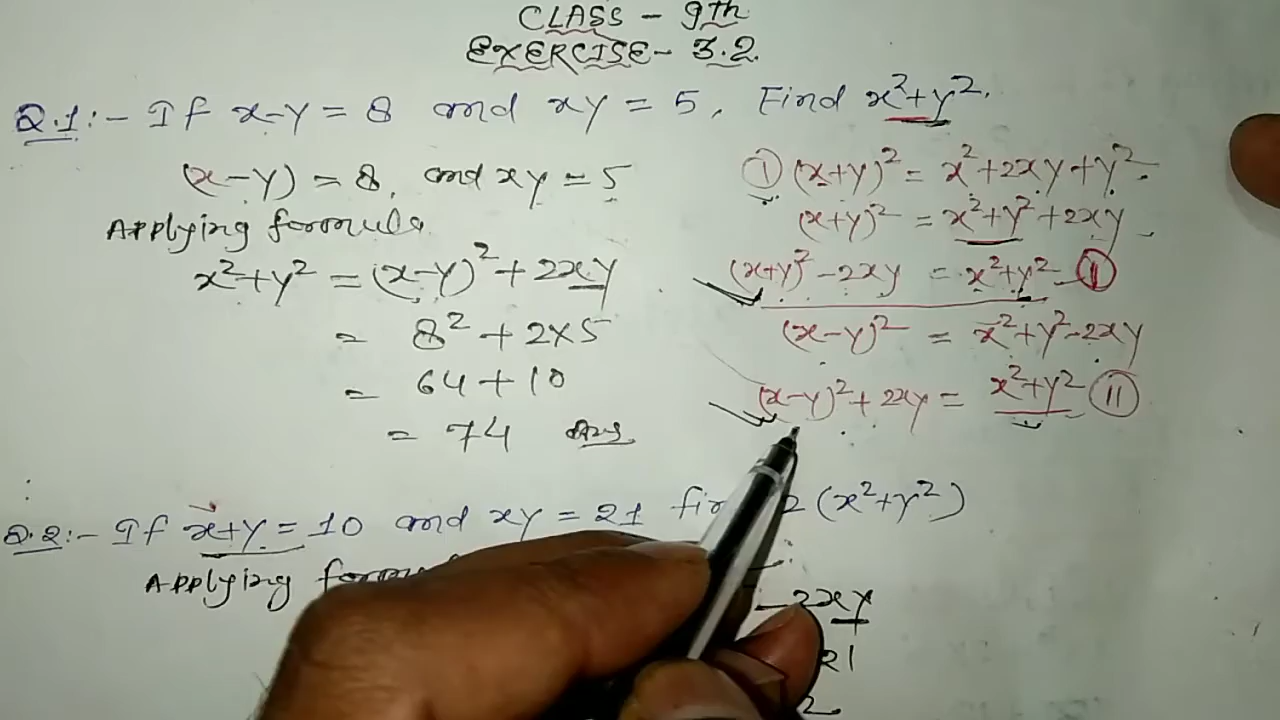 CLASS - 9th
EXERCISE - 3.2.
Q.1:- If x-y = 8 and xy = 5, Find x²+y².
(x-y) = 8, and xy = 5
Applying formula
x²+y² = (x-y)² + 2xy
= 8² + 2×5
= 64 + 10
= 74 Ans
① (x+y)² = x²+2xy+y²
(x+y)² = x²+y²+2xy
(x+y)² - 2xy = x²+y² - ⑪
(x-y)² = x²+y²-2xy
(x-y)² + 2xy = x²+y² ⑪
Q.2:- If x+y = 10 and xy = 21 2(x²+y²)
Applying
- 2xy
21
2